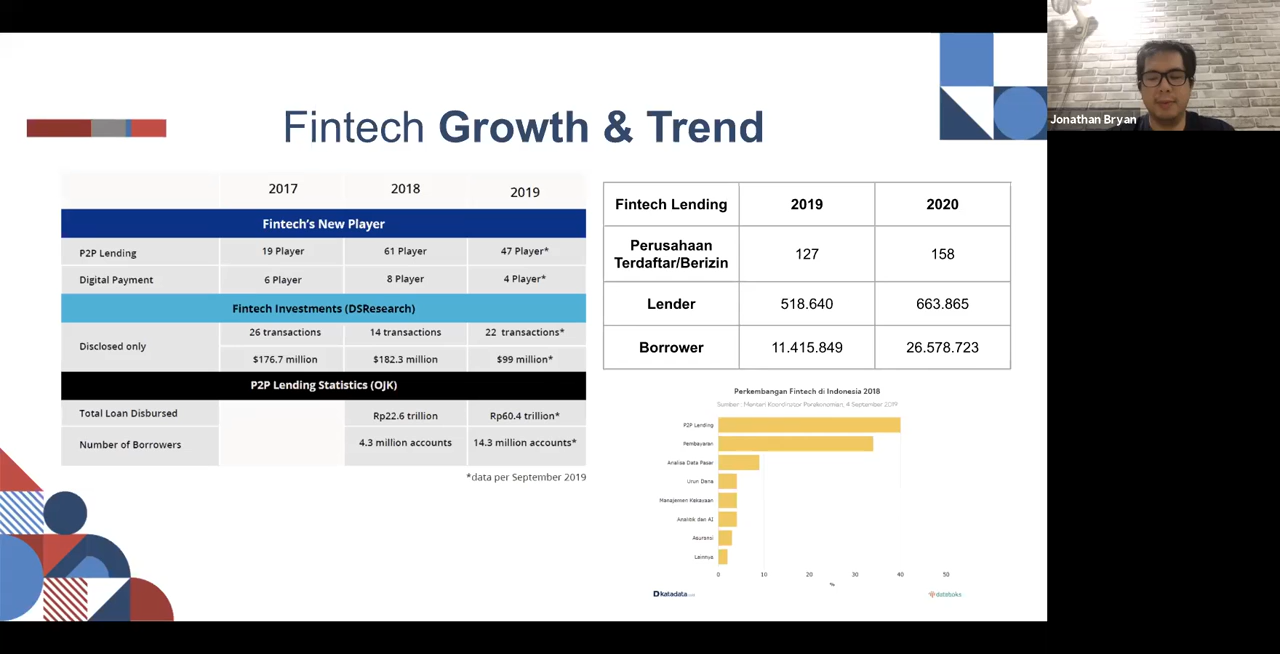 Fintech Growth & Trend
Jonathan Bryan
2017 2018 2019
Fintech's New Player
P2P Lending 19 Player 61 Player 47 Player*
Digital Payment 6 Player 8 Player 4 Player*
Fintech Investments (DSResearch)
Disclosed only 26 transactions 14 transactions 22 transactions*
$176.7 million $182.3 million $99 million*
P2P Lending Statistics (OJK)
Total Loan Disbursed Rp22.6 trillion Rp60.4 trillion*
Number of Borrowers 4.3 million accounts 14.3 million accounts*
*data per September 2019
Fintech Lending 2019 2020
Perusahaan
Terdaftar/Berizin 127 158
Lender 518.640 663.865
Borrower 11.415.849 26.578.723
Perkembangan Fintech di Indonesia 2018
Sumber: Menteri Koordinator Perekonomian, 4 September 2019
P2P Lending
Pembayaran
Analisa Data Pasar
Urun Dana
Manajemen Kekayaan
Analitik dan AI
Asuransi
Lainnya
0 10 20 30 40 50
%
katadata
databoks